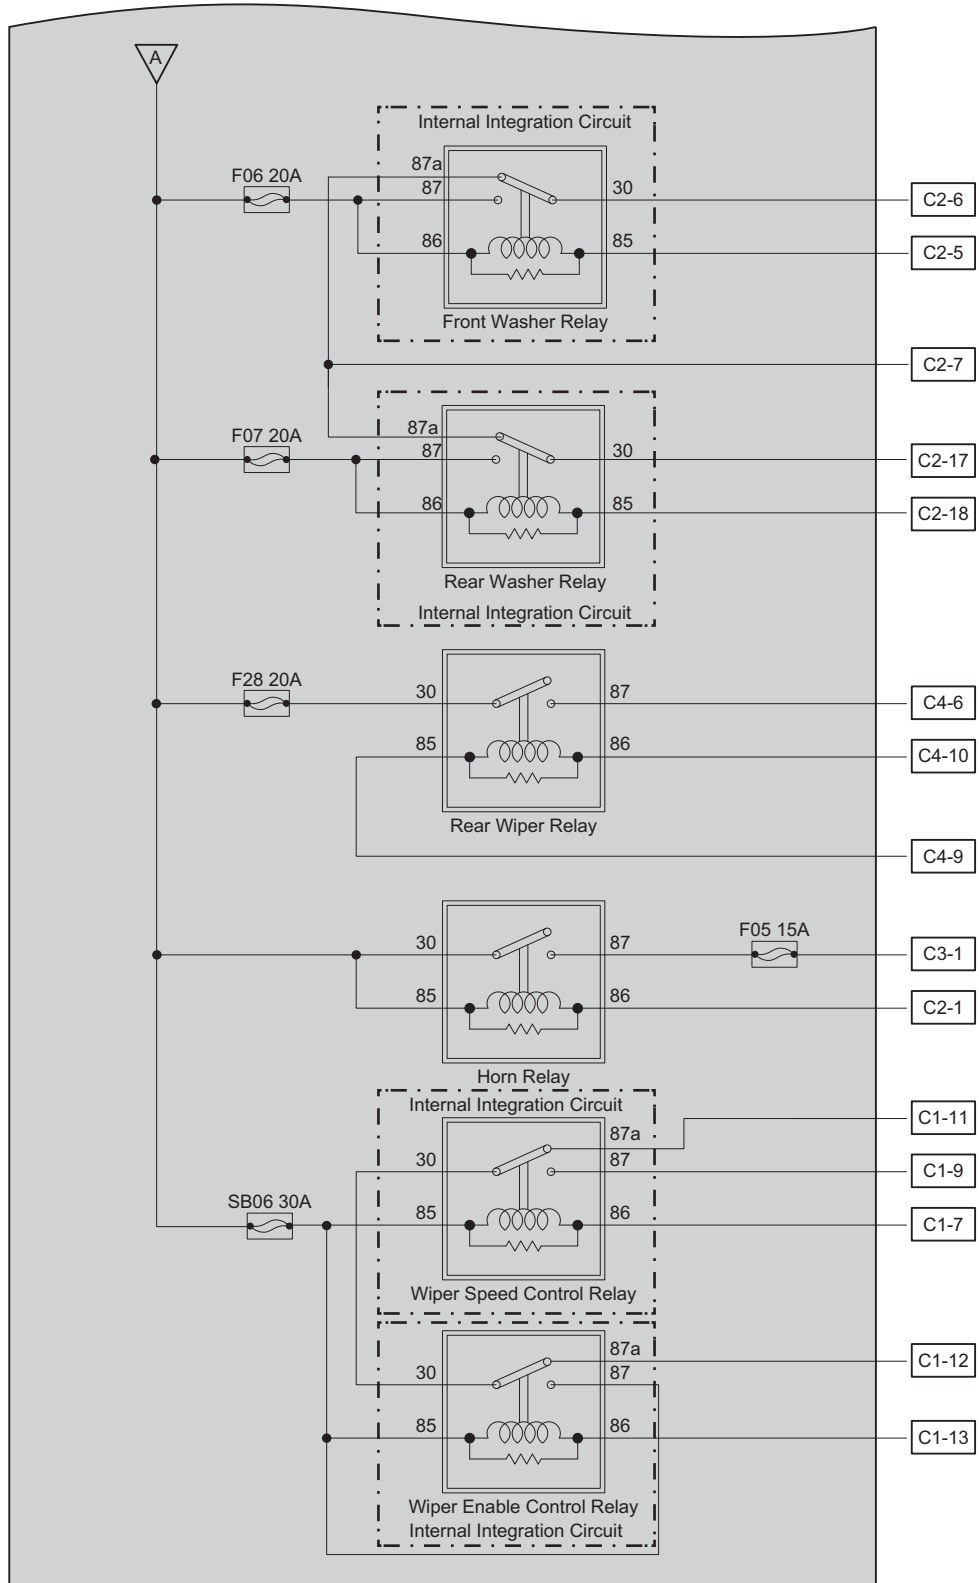 A
Internal Integration Circuit
87a
F06 20A
87
30
C2-6
86
85
C2-5
Front Washer Relay
C2-7
87a
F07 20A
87
30
C2-17
86
85
C2-18
Rear Washer Relay
Internal Integration Circuit
F28 20A
30
87
C4-6
85
86
C4-10
Rear Wiper Relay
C4-9
F05 15A
30
87
C3-1
85
86
C2-1
Horn Relay
Internal Integration Circuit
C1-11
87a
30
87
C1-9
SB06 30A
85
86
C1-7
Wiper Speed Control Relay
87a
C1-12
30
87
85
86
C1-13
Wiper Enable Control Relay
Internal Integration Circuit